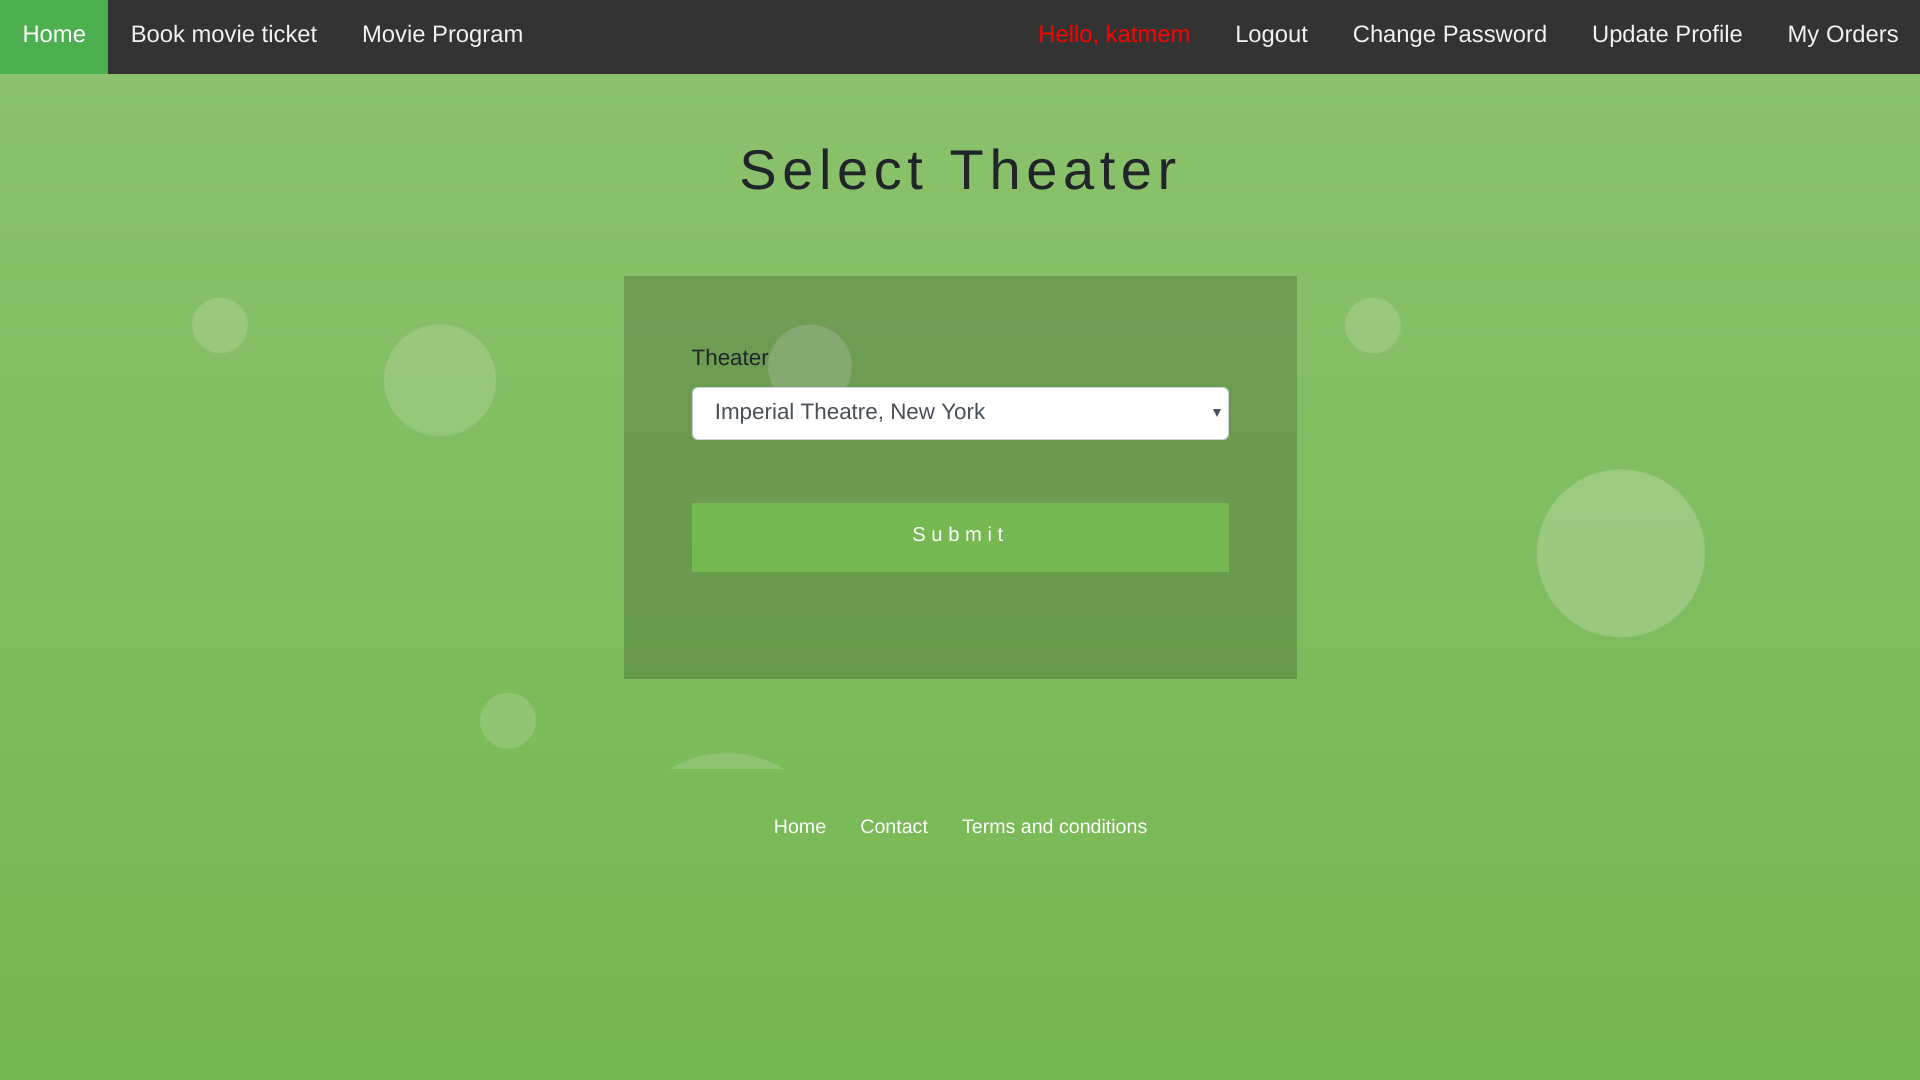 Home Book movie ticket Movie Program Hello, katmem Logout Change Password Update Profile My Orders
Select Theater
Theater
Imperial Theatre, New York
Submit
Home Contact Terms and conditions